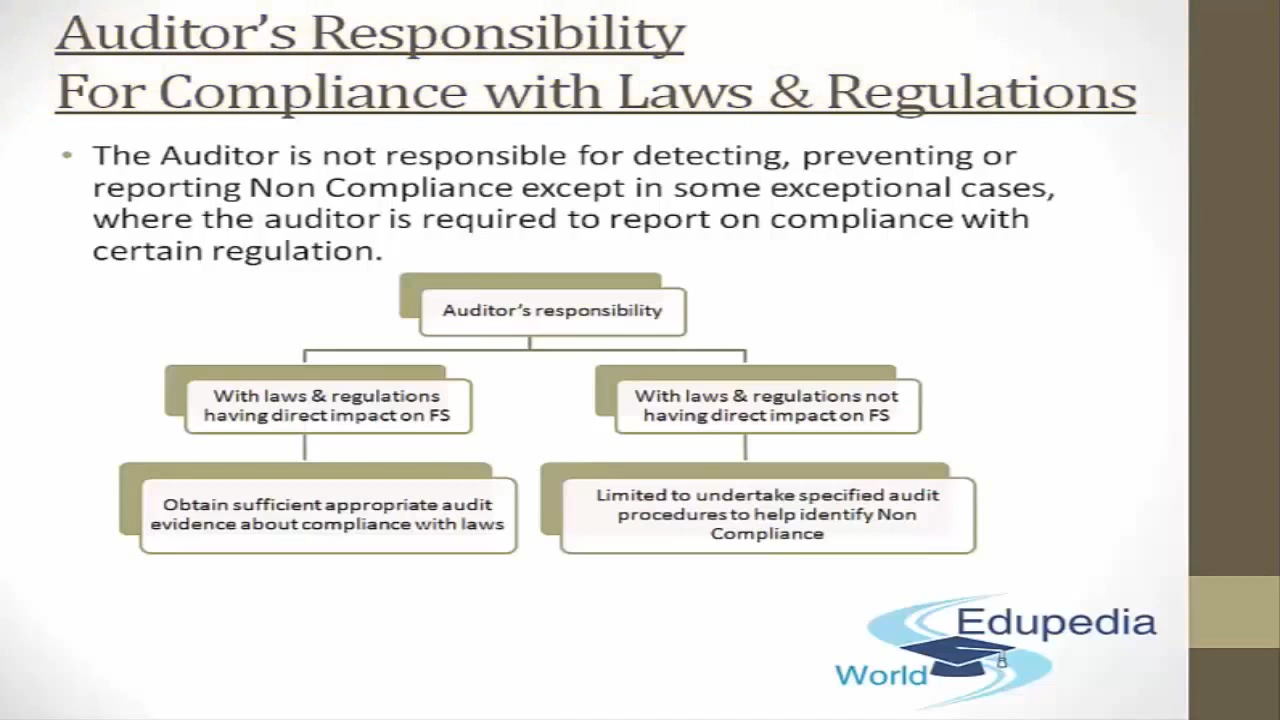 Auditor's Responsibility
For Compliance with Laws & Regulations
• The Auditor is not responsible for detecting, preventing or
reporting Non Compliance except in some exceptional cases,
where the auditor is required to report on compliance with
certain regulation.
Auditor's responsibility
With laws & regulations
having direct impact on FS
With laws & regulations not
having direct impact on FS
Obtain sufficient appropriate audit
evidence about compliance with laws
Limited to undertake specified audit
procedures to help identify Non
Compliance
Edupedia
World